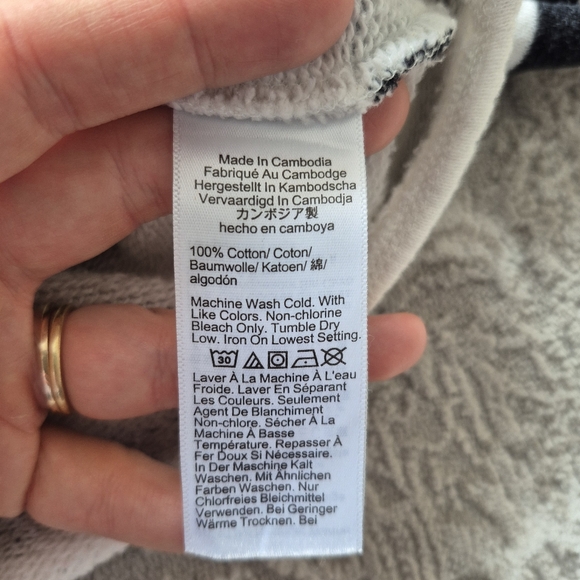 Made In Cambodia
Fabriqué Au Cambodge
Hergestellt In Kambodscha
Vervaardigd In Cambodja
カンボジア製
hecho en camboya
100% Cotton/ Coton/
Baumwolle/ Katoen/ 綿/
algodón
Machine Wash Cold. With
Like Colors. Non-chlorine
Bleach Only. Tumble Dry
Low. Iron On Lowest Setting.
30
Laver À La Machine À L'eau
Froide. Laver En Séparant
Les Couleurs. Seulement
Agent De Blanchiment
Non-chlore. Sécher À La
Machine À Basse
Température. Repasser À
Fer Doux Si Nécessaire.
In Der Maschine Kalt
Waschen. Mit Ähnlichen
Farben Waschen. Nur
Chlorfreies Bleichmittel
Verwenden. Bei Geringer
Wärme Trocknen. Bei